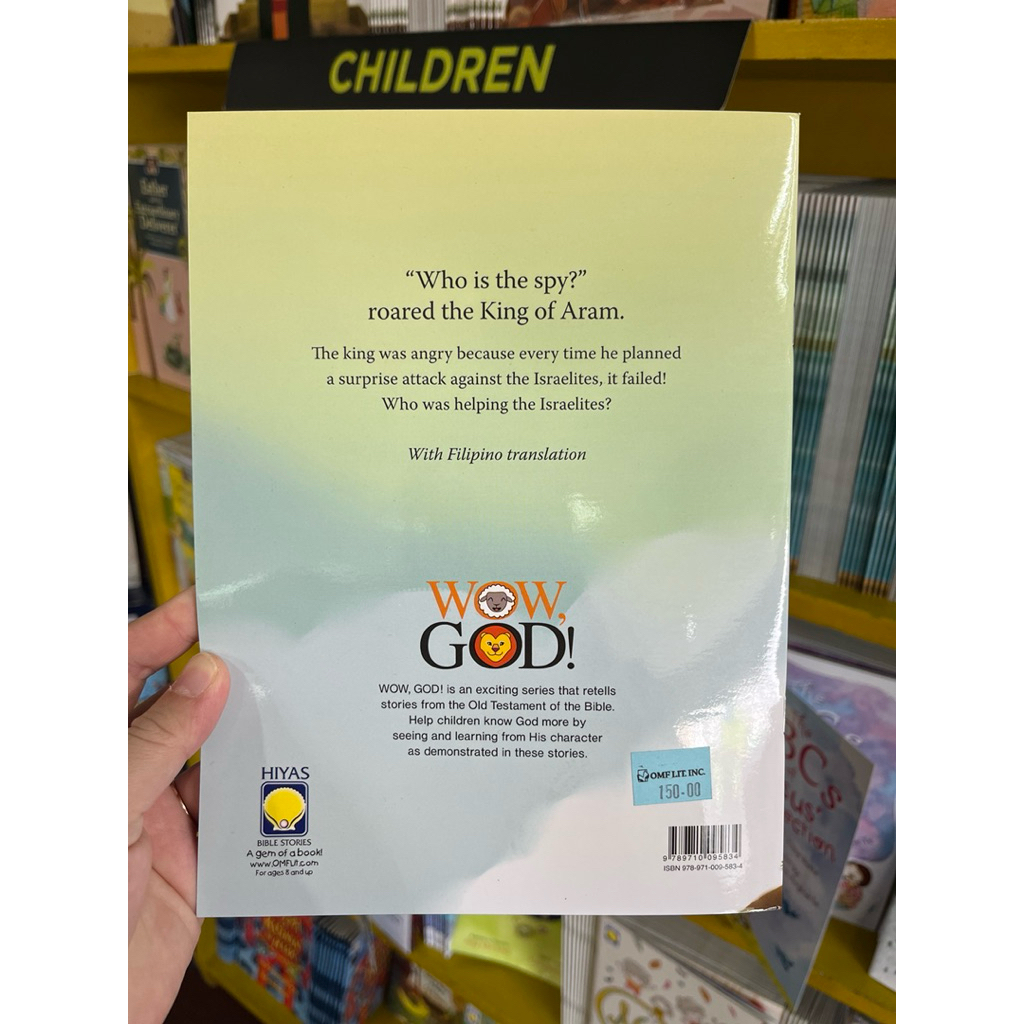 CHILDREN
Esther
“Who is the spy?”
roared the King of Aram.
The king was angry because every time he planned
a surprise attack against the Israelites, it failed!
Who was helping the Israelites?
With Filipino translation
WOW,
GOD!
WOW, GOD! is an exciting series that retells
stories from the Old Testament of the Bible.
Help children know God more by
seeing and learning from His character
as demonstrated in these stories.
HIYAS
BIBLE STORIES
A gem of a book!
www.OMFLit.com
For ages 8 and up
OMF LIT. INC.
150.00
9 789710 095834
ISBN 978-971-009-583-4